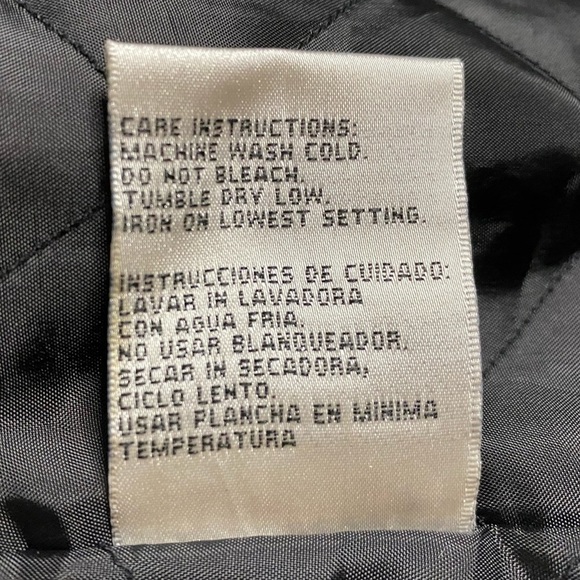 CARE INSTRUCTIONS:
MACHINE WASH COLD.
DO NOT BLEACH.
TUMBLE DRY LOW.
IRON ON LOWEST SETTING.
INSTRUCCIONES DE CUIDADO:
LAVAR IN LAVADORA
CON AGUA FRIA.
NO USAR BLANQUEADOR.
SECAR IN SECADORA,
CICLO LENTO.
USAR PLANCHA EN MINIMA
TEMPERATURA